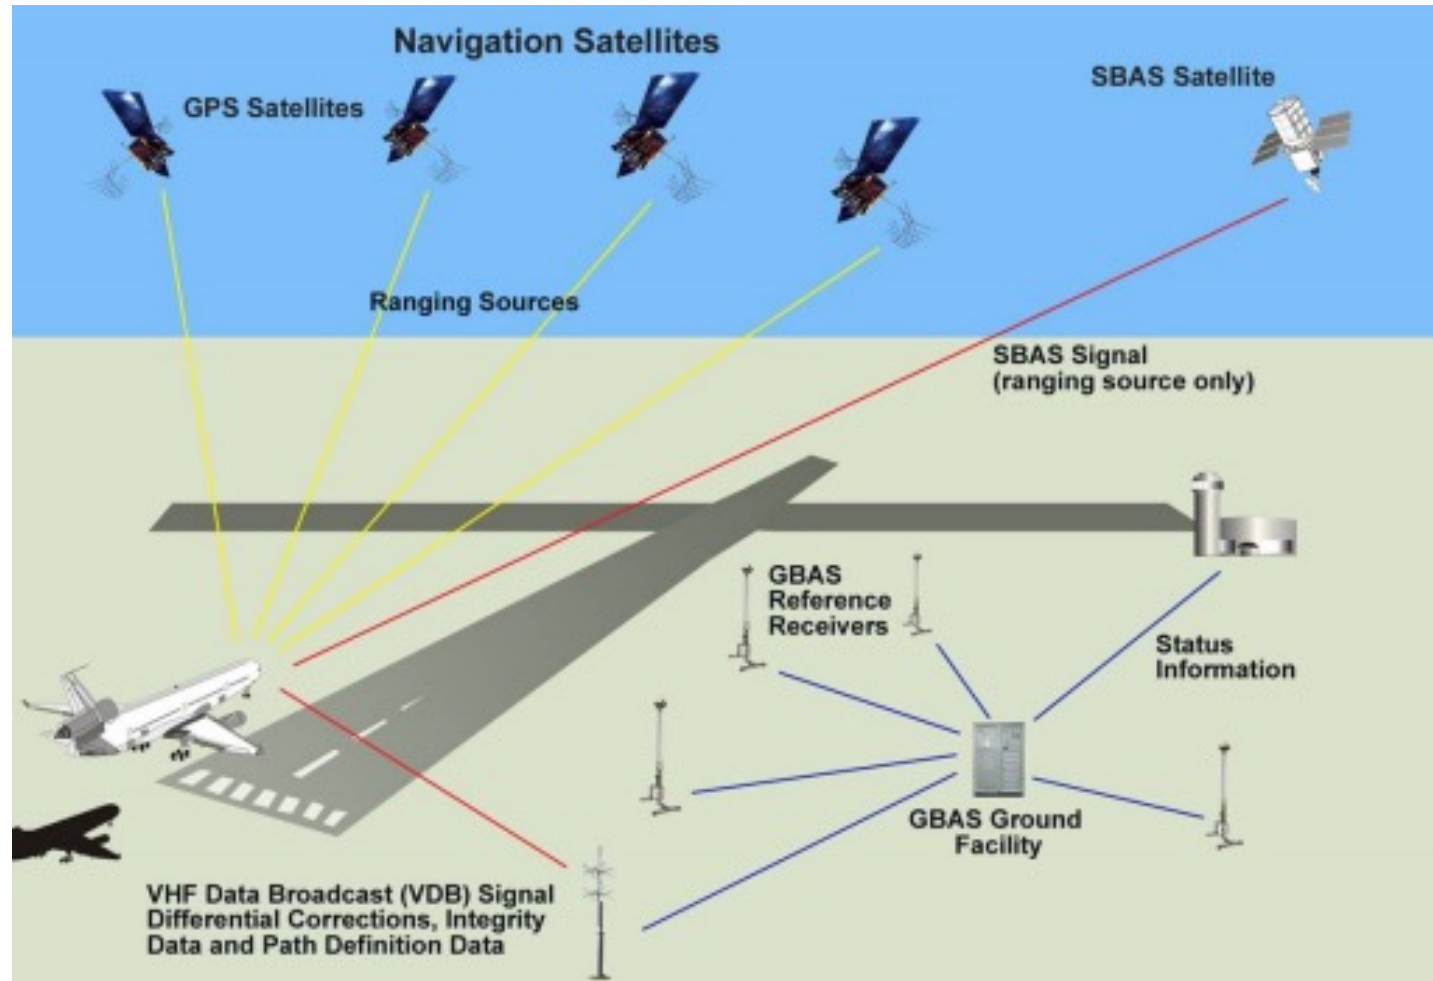 Navigation Satellites
GPS Satellites
SBAS Satellite
Ranging Sources
SBAS Signal
(ranging source only)
GBAS
Reference
Receivers
Status
Information
GBAS Ground
Facility
VHF Data Broadcast (VDB) Signal
Differential Corrections, Integrity
Data and Path Definition Data